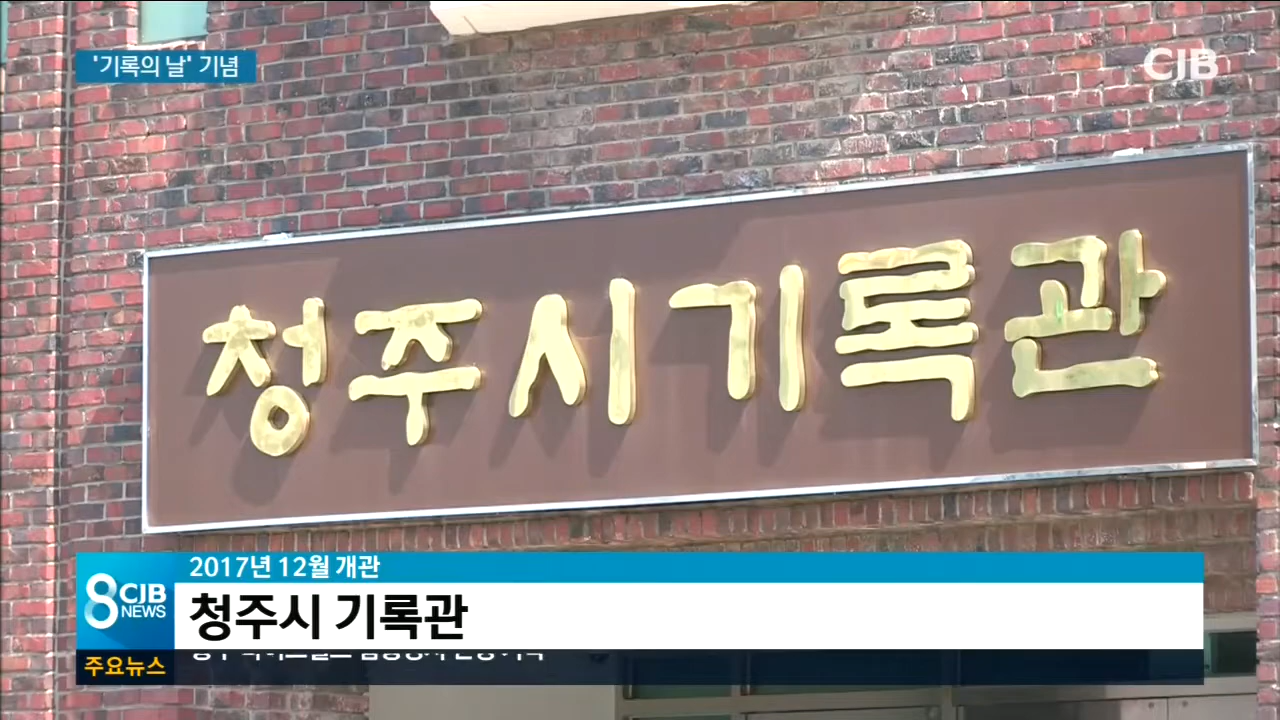 '기록의 날' 기념
CJB
청주시기록관
2017년 12월 개관
8 CJB NEWS
청주시 기록관
주요뉴스